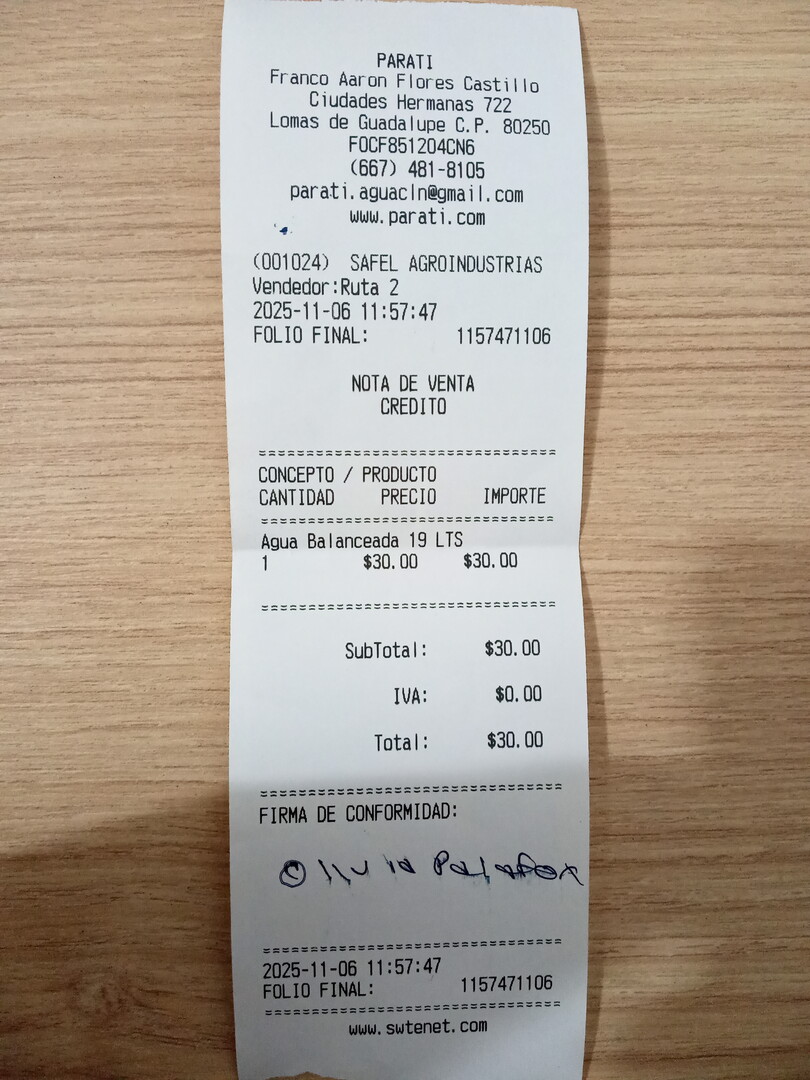 PARATI
Franco Aaron Flores Castillo
Ciudades Hermanas 722
Lomas de Guadalupe C.P. 80250
FOCF851204CN6
(667) 481-8105
parati.aguacln@gmail.com
www.parati.com
(001024) SAFEL AGROINDUSTRIAS
Vendedor:Ruta 2
2025-11-06 11:57:47
FOLIO FINAL: 1157471106
NOTA DE VENTA
CREDITO
CONCEPTO / PRODUCTO
CANTIDAD PRECIO IMPORTE
Agua Balanceada 19 LTS
1 $30.00 $30.00
SubTotal: $30.00
IVA: $0.00
Total: $30.00
FIRMA DE CONFORMIDAD:
2025-11-06 11:57:47
FOLIO FINAL: 1157471106
www.swtenet.com